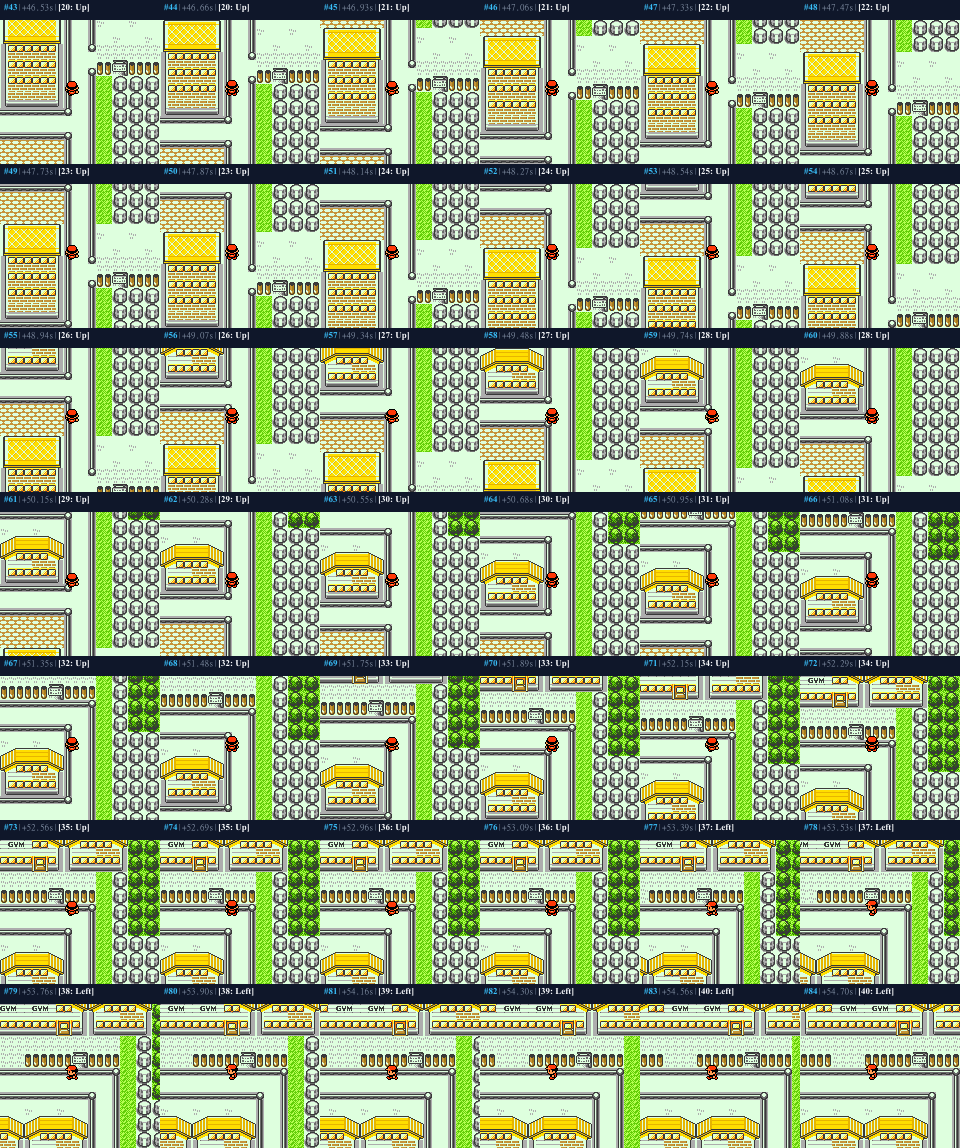 #43|+46.53s|[20: Up] #44|+46.66s|[20: Up] #45|+46.93s|[21: Up] #46|+47.06s|[21: Up] #47|+47.33s|[22: Up] #48|+47.47s|[22: Up]
#49|+47.73s|[23: Up] #50|+47.87s|[23: Up] #51|+48.14s|[24: Up] #52|+48.27s|[24: Up] #53|+48.54s|[25: Up] #54|+48.67s|[25: Up]
#55|+48.94s|[26: Up] #56|+49.07s|[26: Up] #57|+49.34s|[27: Up] #58|+49.48s|[27: Up] #59|+49.74s|[28: Up] #60|+49.88s|[28: Up]
#61|+50.15s|[29: Up] #62|+50.28s|[29: Up] #63|+50.55s|[30: Up] #64|+50.68s|[30: Up] #65|+50.95s|[31: Up] #66|+51.08s|[31: Up]
#67|+51.35s|[32: Up] #68|+51.48s|[32: Up] #69|+51.75s|[33: Up] #70|+51.89s|[33: Up] #71|+52.15s|[34: Up] #72|+52.29s|[34: Up]
GYM
#73|+52.56s|[35: Up] #74|+52.69s|[35: Up] #75|+52.96s|[36: Up] #76|+53.09s|[36: Up] #77|+53.39s|[37: Left] #78|+53.53s|[37: Left]
GYM GYM GYM GYM GYM GYM
#79|+53.76s|[38: Left] #80|+53.90s|[38: Left] #81|+54.16s|[39: Left] #82|+54.30s|[39: Left] #83|+54.56s|[40: Left] #84|+54.70s|[40: Left]
GYM GYM GYM GYM GYM GYM GYM GYM GYM GYM GYM GYM